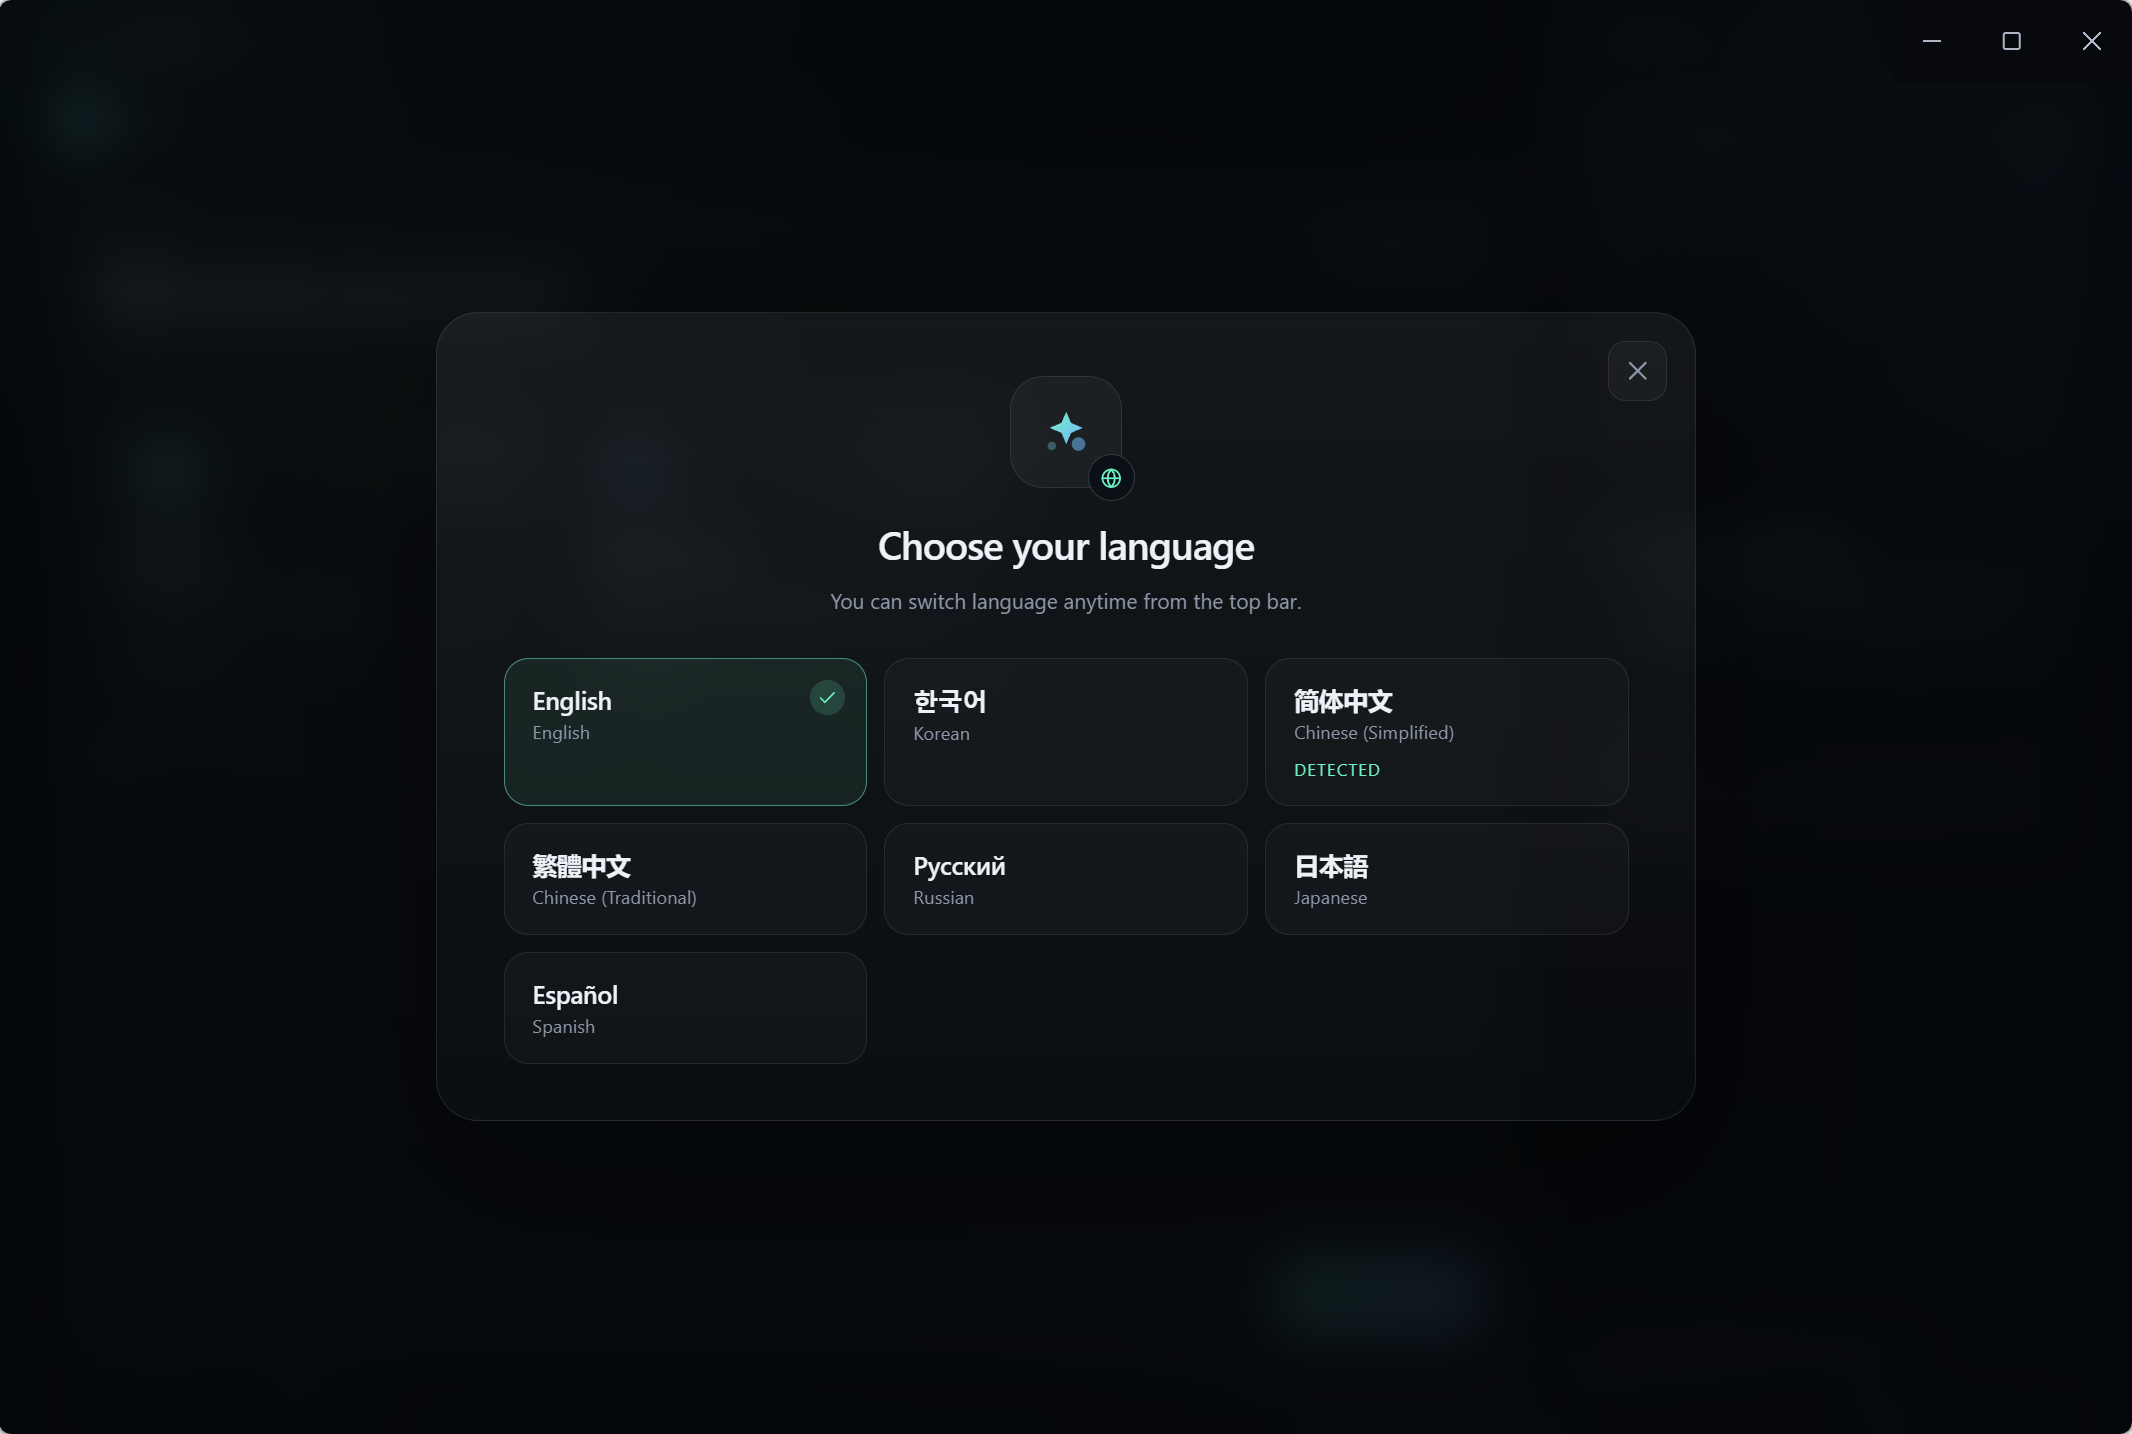 Choose your language
You can switch language anytime from the top bar.
English
English
한국어
Korean
简体中文
Chinese (Simplified)
DETECTED
繁體中文
Chinese (Traditional)
Русский
Russian
日本語
Japanese
Español
Spanish